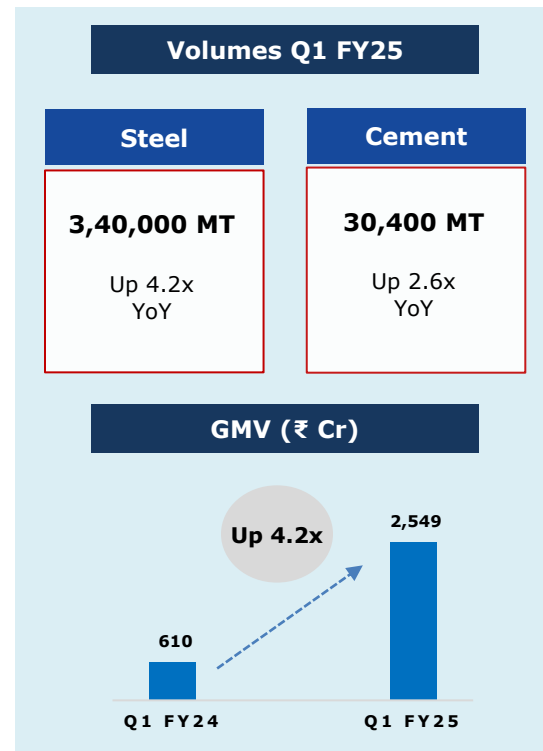 Volumes Q1 FY25
Steel
Cement
3,40,000 MT
Up 4.2x
YoY
30,400 MT
Up 2.6x
YoY
GMV (₹ Cr)
Up 4.2x
2,549
610
Q1 FY24
Q1 FY25